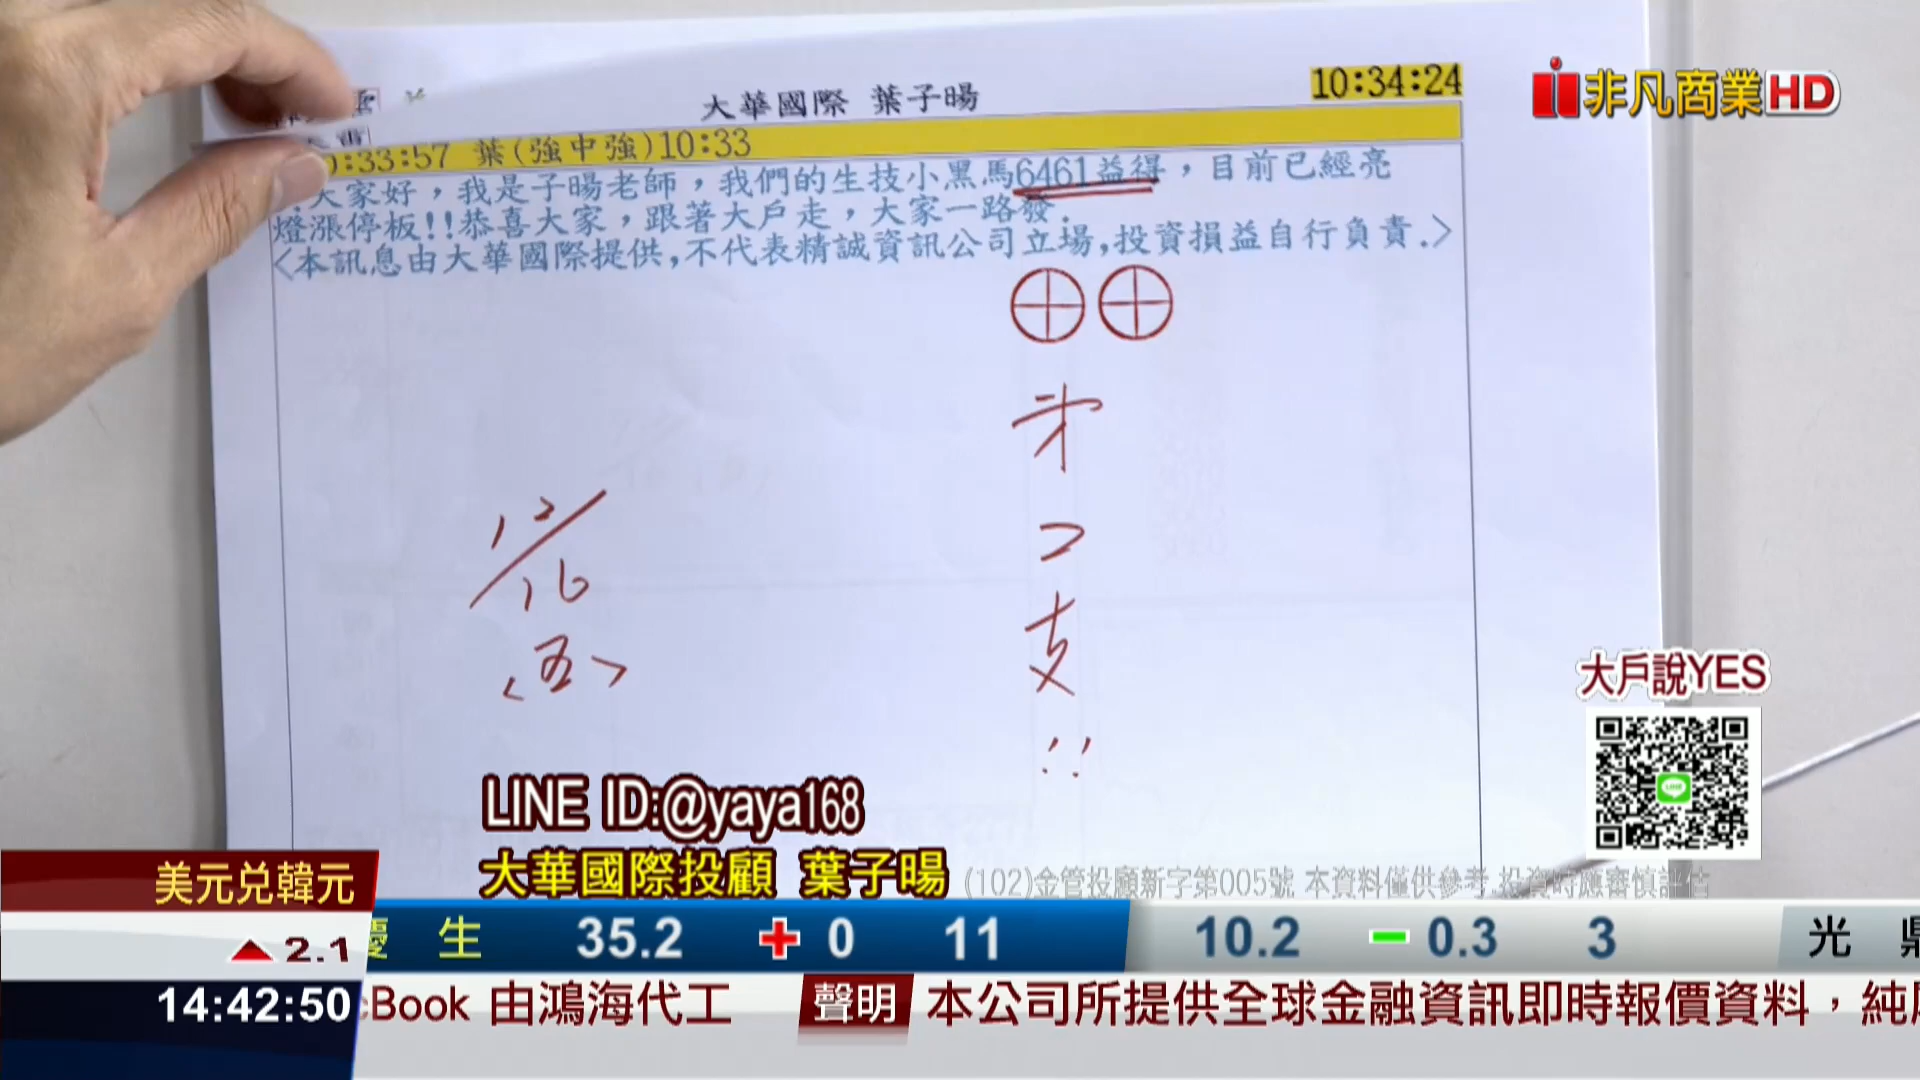 大華國際 葉子暘
10:34:24
非凡商業HD
:33:57 葉(強中強)10:33
大家好，我是子暘老師，我們的生技小黑馬6461益得，目前已經亮
燈漲停板!!恭喜大家，跟著大戶走，大家一路發.
<本訊息由大華國際提供,不代表精誠資訊公司立場,投資損益自行負責.>
12/16
<五>
才
二
支
!!
大戶說YES
LINE ID:@yaya168
大華國際投顧 葉子暘
(102)金管投顧新字第005號 本資料僅供參考,投資時應審慎評估
美元兌韓元
▲2.1
14:42:50
慶生 35.2 + 0 11
10.2 - 0.3 3
光鼎
cBook 由鴻海代工
聲明 本公司所提供全球金融資訊即時報價資料，純